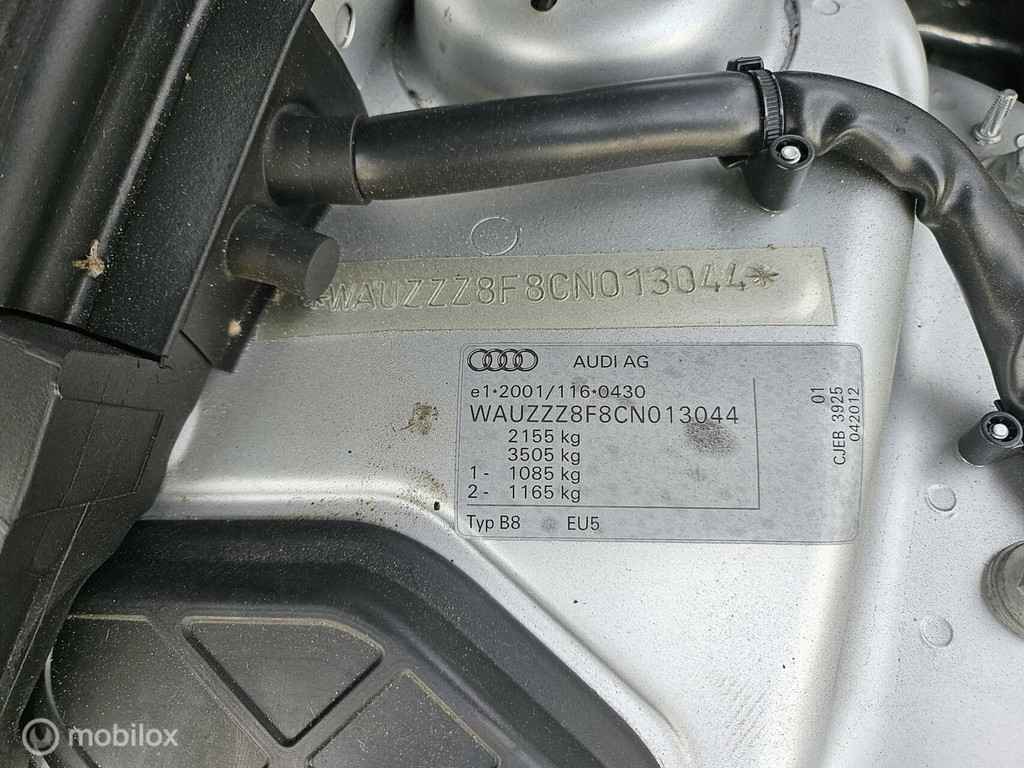 *WAUZZZ8F8CN013044*
AUDI AG
e1*2001/116*0430
WAUZZZ8F8CN013044
2155 kg
3505 kg
1 - 1085 kg
2 - 1165 kg
Typ B8 EU5
01
CJEB 3925
042012
mobilox